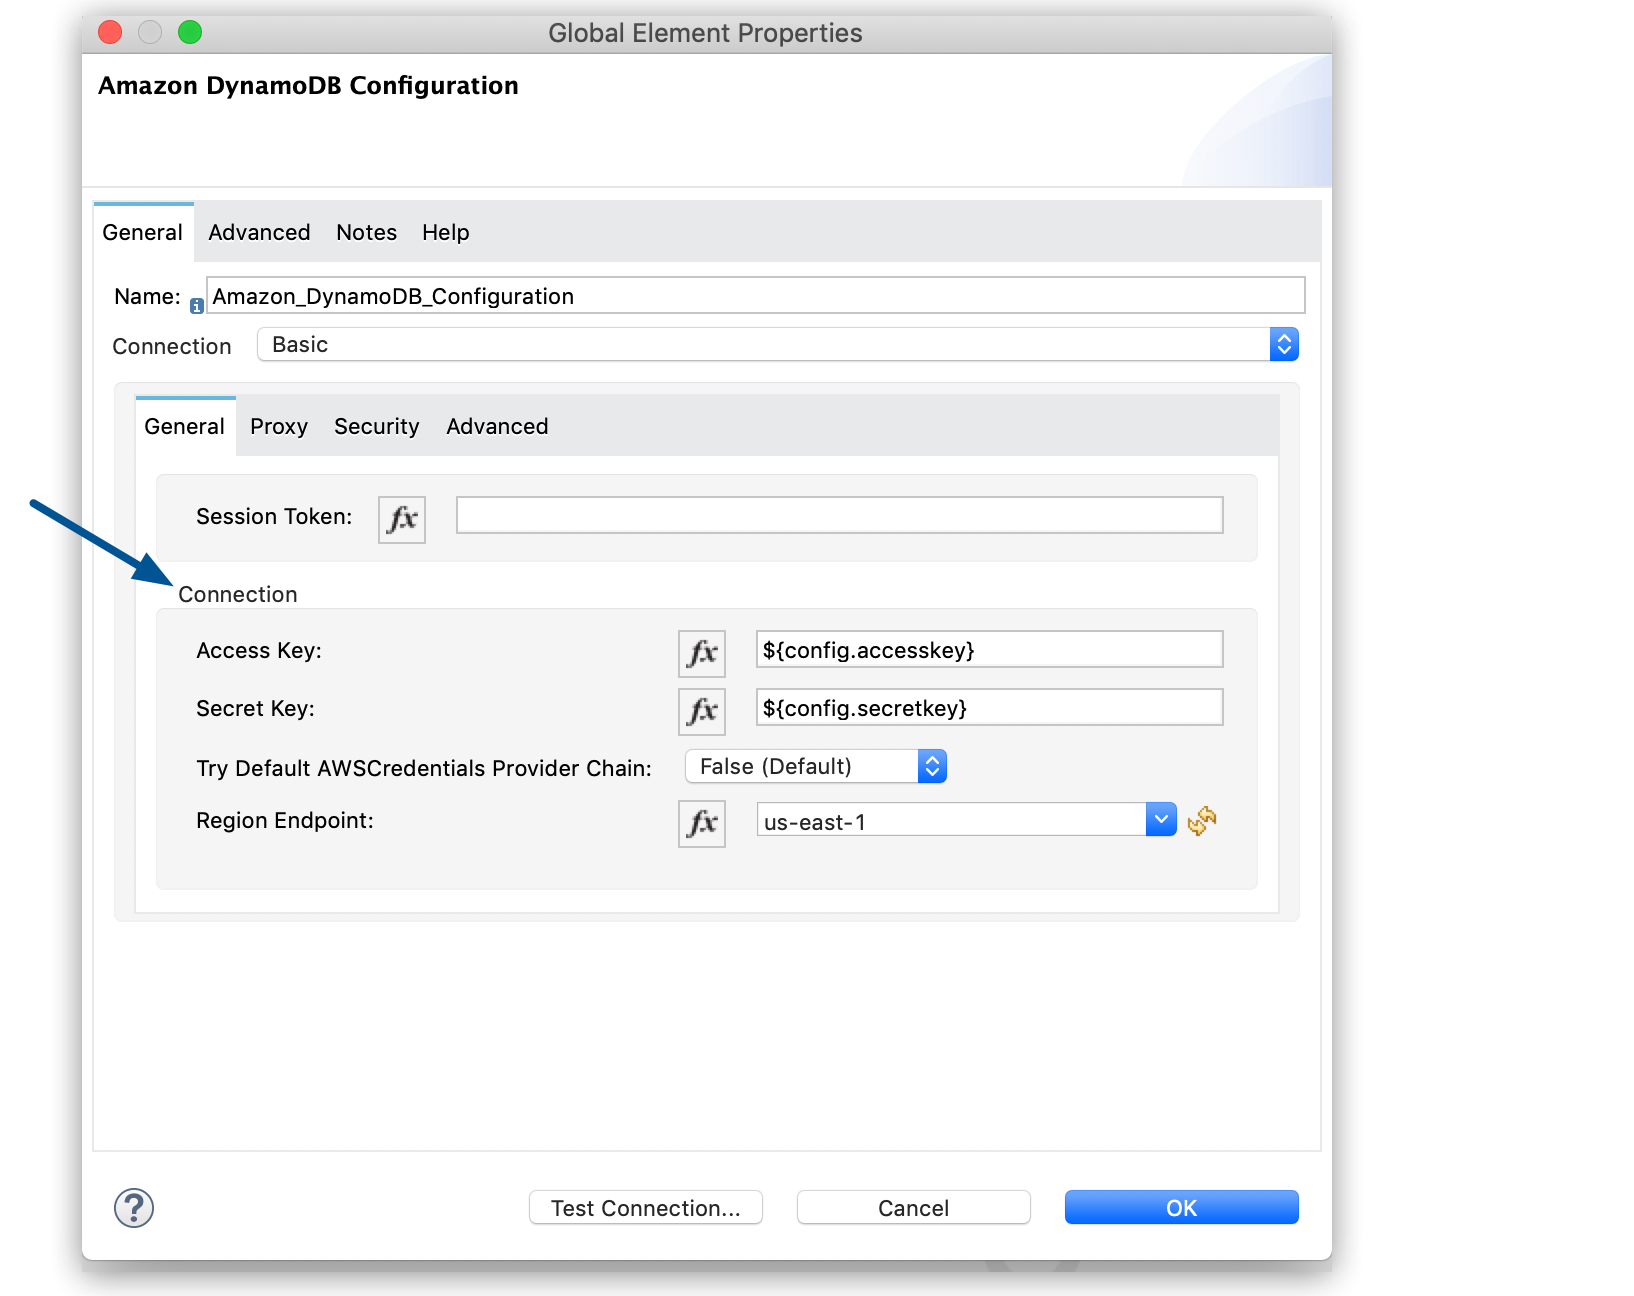 Global Element Properties
Amazon DynamoDB Configuration
General Advanced Notes Help
Name: i Amazon_DynamoDB_Configuration
Connection Basic
General Proxy Security Advanced
Session Token: fx
Connection
Access Key: fx ${config.accesskey}
Secret Key: fx ${config.secretkey}
Try Default AWSCredentials Provider Chain: False (Default)
Region Endpoint: fx us-east-1
? Test Connection... Cancel OK